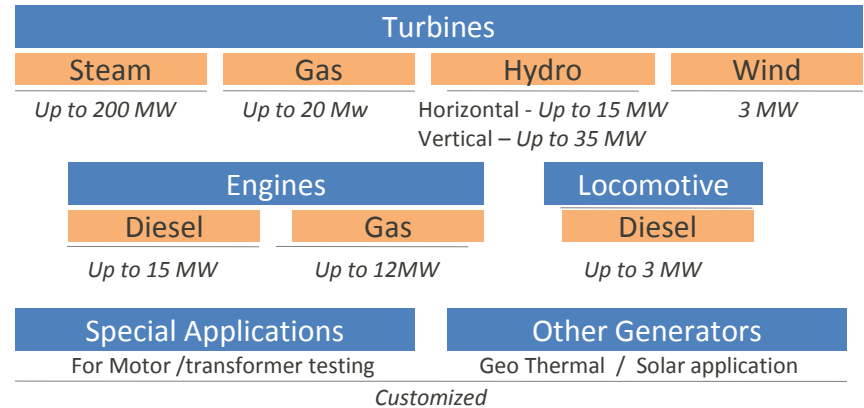 Turbines
Steam Gas Hydro Wind
Up to 200 MW Up to 20 Mw Horizontal - Up to 15 MW 3 MW
Vertical – Up to 35 MW
Engines Locomotive
Diesel Gas Diesel
Up to 15 MW Up to 12MW Up to 3 MW
Special Applications Other Generators
For Motor /transformer testing Geo Thermal / Solar application
Customized